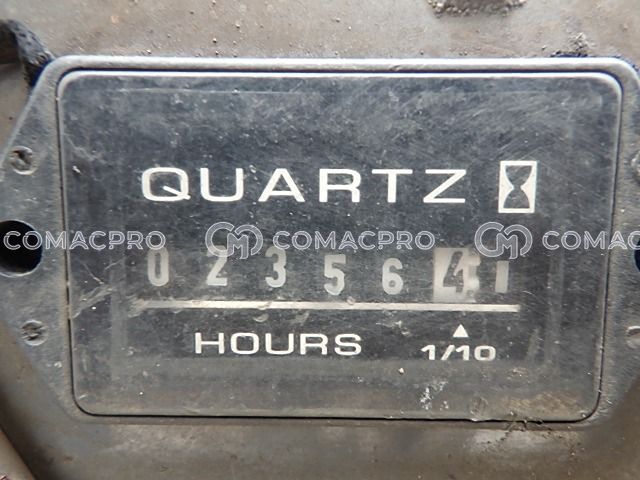 QUARTZ
COMACPRO COMACPRO COMACPRO
0 2 3 5 6 4
HOURS 1/10